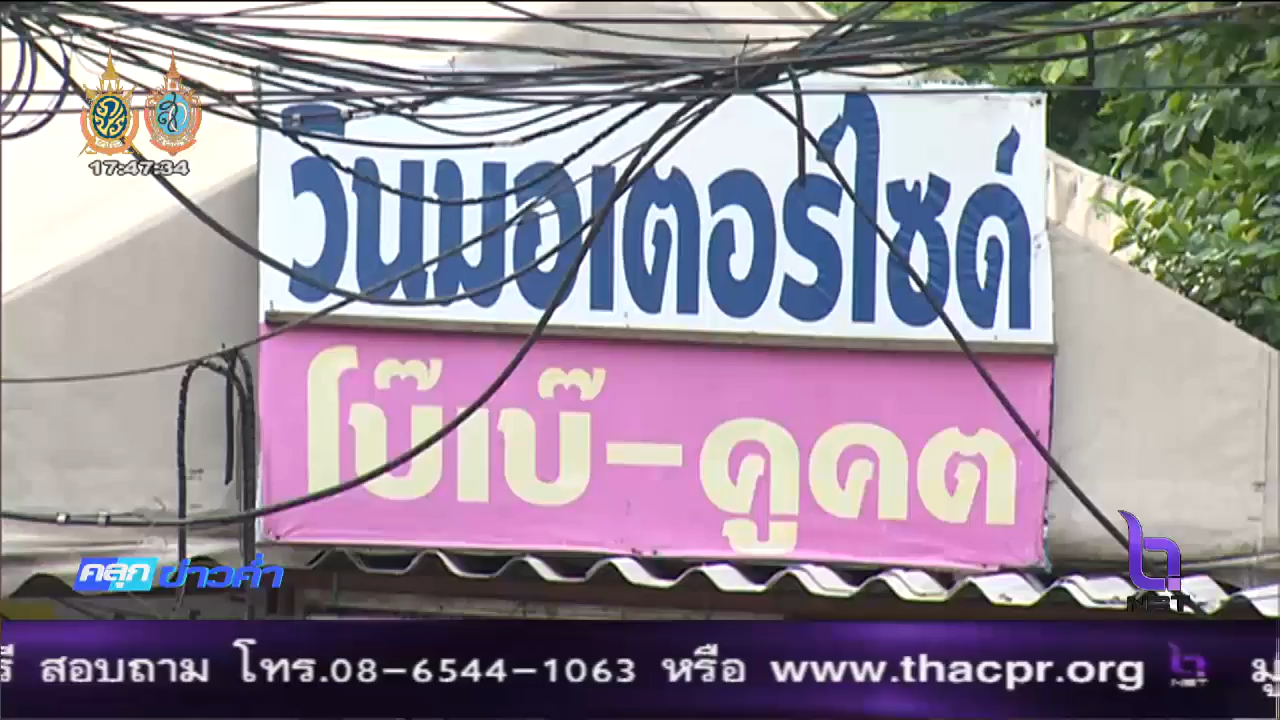 17:47:34
วินมอเตอร์ไซด์
โบ๊เบ๊-คูคต
คลุกข่าวค่ำ
NBT
สอบถาม โทร.08-6544-1063 หรือ www.thacpr.org